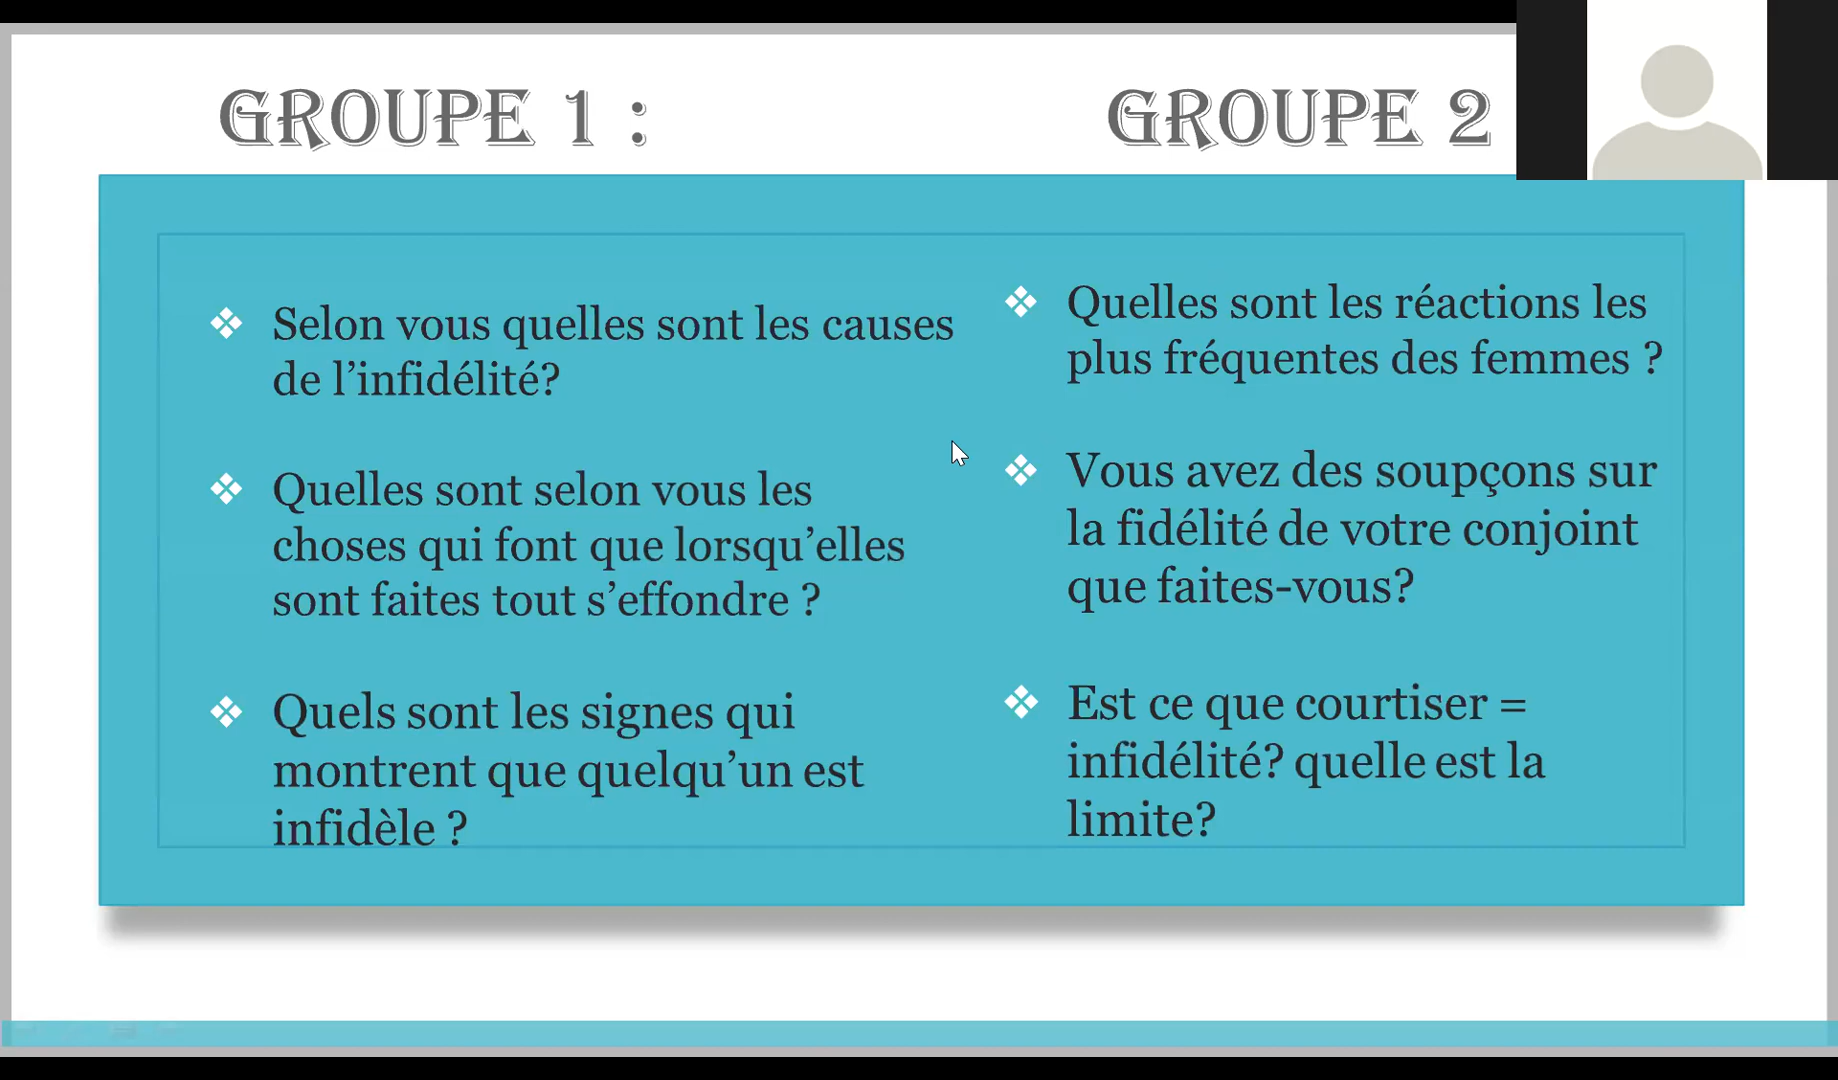 GROUPE 1 :
GROUPE 2
Selon vous quelles sont les causes
de l’infidélité?
Quelles sont selon vous les
choses qui font que lorsqu’elles
sont faites tout s’effondre ?
Quels sont les signes qui
montrent que quelqu’un est
infidèle ?
Quelles sont les réactions les
plus fréquentes des femmes ?
Vous avez des soupçons sur
la fidélité de votre conjoint
que faites-vous?
Est ce que courtiser =
infidélité? quelle est la
limite?